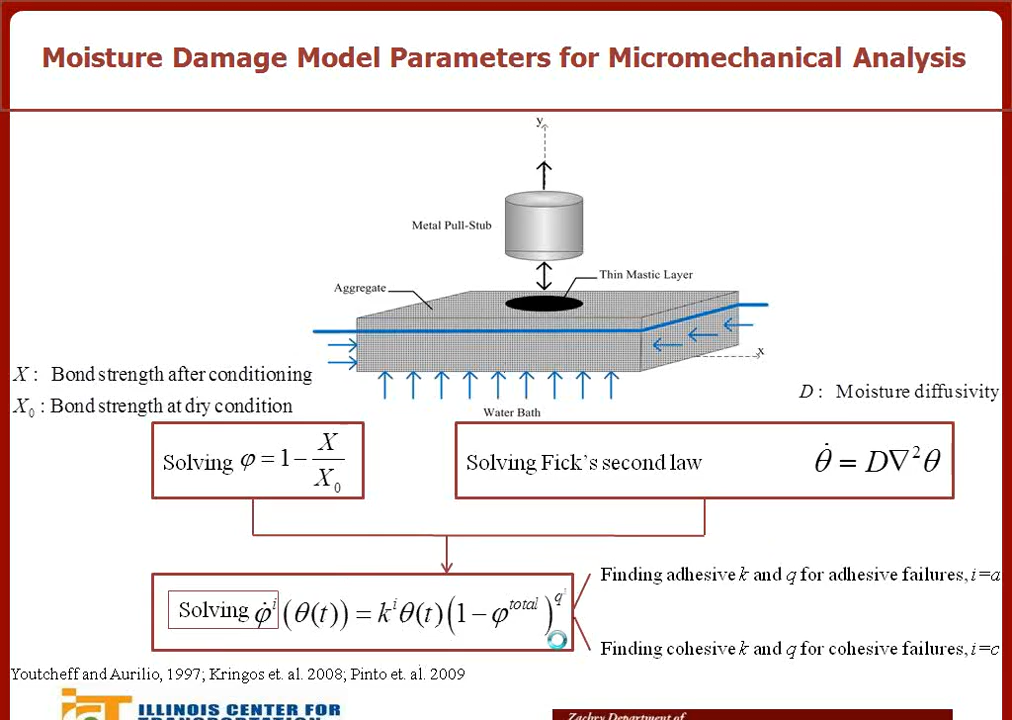 Moisture Damage Model Parameters for Micromechanical Analysis
y
Metal Pull-Stub
Thin Mastic Layer
Aggregate
x
Water Bath
X : Bond strength after conditioning
X₀ : Bond strength at dry condition
D : Moisture diffusivity
Solving φ = 1 − X / X₀
Solving Fick's second law θ̇ = D∇²θ
Finding adhesive k and q for adhesive failures, i=a
Solving φ̇ⁱ(θ(t)) = kⁱθ(t)(1 − φᵗᵒᵗᵃˡ)^qⁱ
Finding cohesive k and q for cohesive failures, i=c
Youtcheff and Aurilio, 1997; Kringos et. al. 2008; Pinto et. al. 2009
ICT
ILLINOIS CENTER FOR
TRANSPORTATION
Zachry Department of